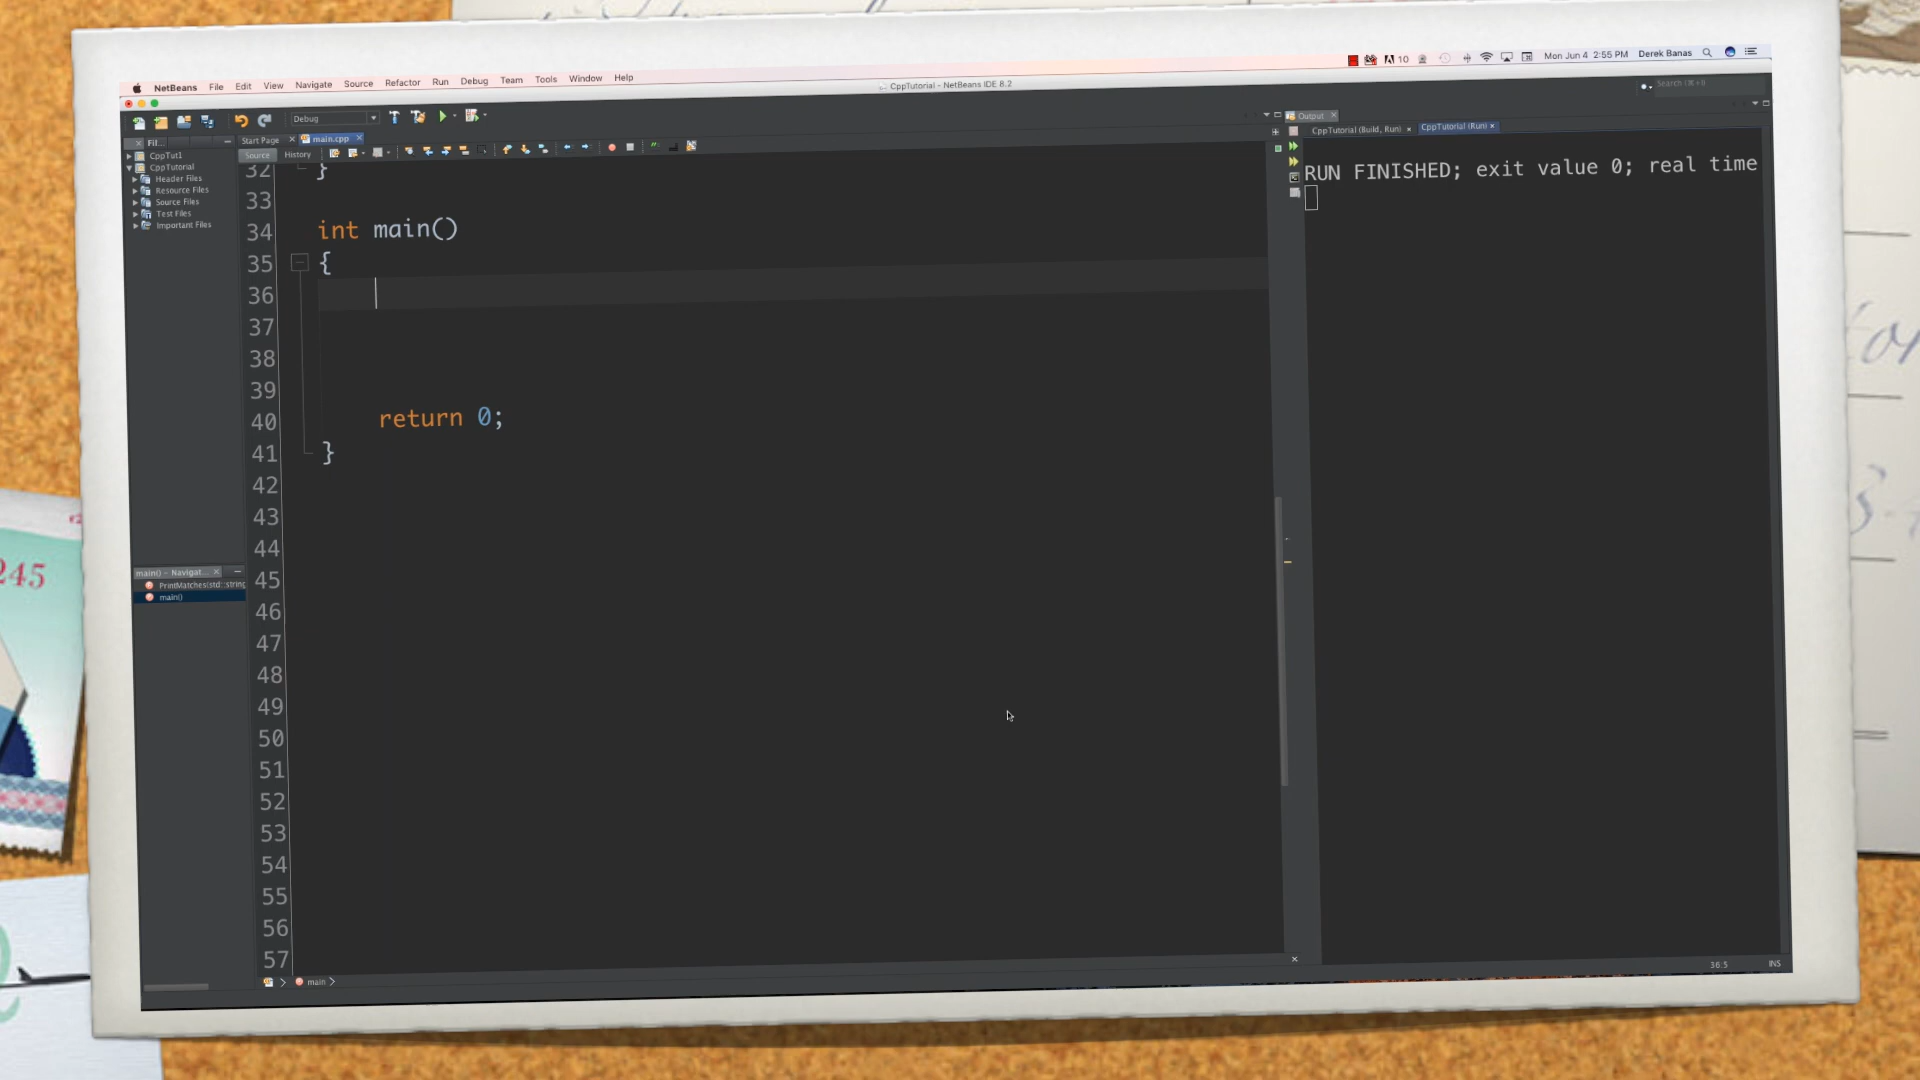 NetBeans File Edit View Navigate Source Refactor Run Debug Team Tools Window Help
10 Mon Jun 4 2:55 PM Derek Banas
CppTutorial - NetBeans IDE 8.2
Search (⌘+I)
Debug
Fil...
Start Page
main.cpp
Output
CppTutorial (Build, Run)
CppTutorial (Run)
Source History
CppTut1
CppTutorial
Header Files
Resource Files
Source Files
Test Files
Important Files
main() - Navigat...
PrintMatches(std::string
main()
32 }
33
34 int main()
35 {
36
37
38
39
40 return 0;
41 }
42
43
44
45
46
47
48
49
50
51
52
53
54
55
56
57
main
RUN FINISHED; exit value 0; real time
36:5 INS
245